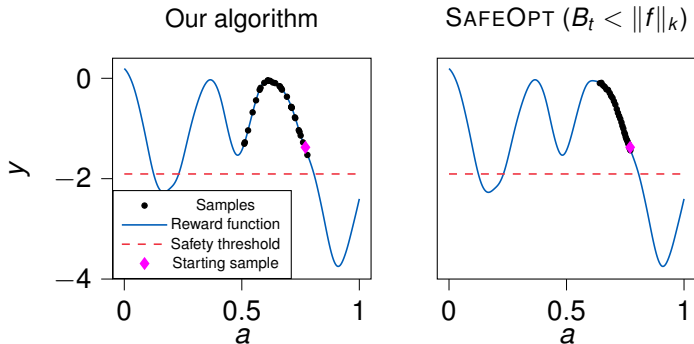 Our algorithm
SAFEOPT (B_t < ‖f‖_k)
0
−2
−4
y
Samples
Reward function
Safety threshold
Starting sample
0
0.5
1
a
0
0.5
1
a